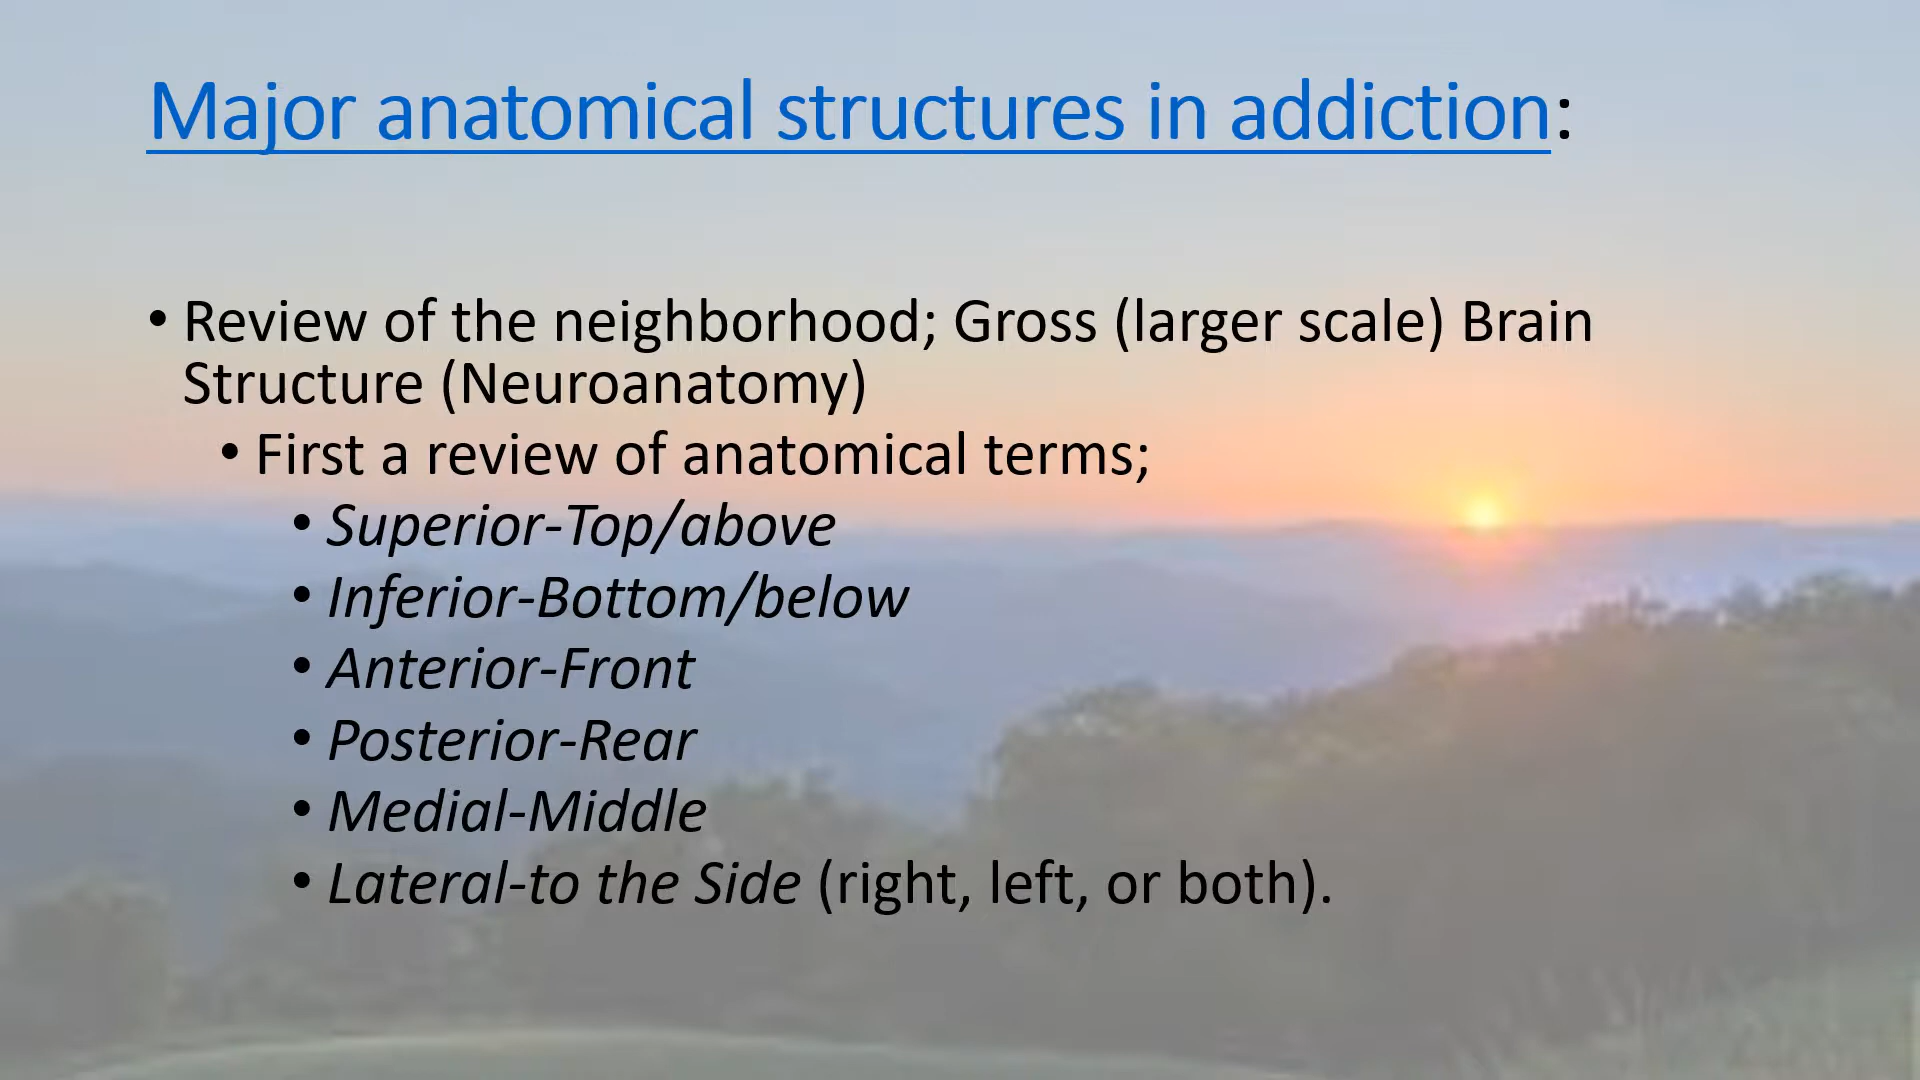 Major anatomical structures in addiction:
• Review of the neighborhood; Gross (larger scale) Brain
Structure (Neuroanatomy)
• First a review of anatomical terms;
• Superior-Top/above
• Inferior-Bottom/below
• Anterior-Front
• Posterior-Rear
• Medial-Middle
• Lateral-to the Side (right, left, or both).